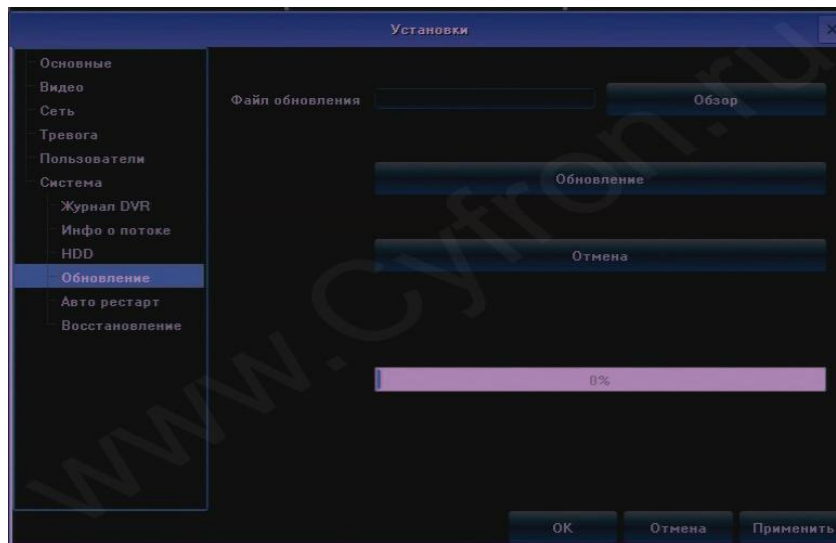 Установки
Основные
Видео
Сеть
Тревога
Пользователи
Система
Журнал DVR
Инфо о потоке
HDD
Обновление
Авто рестарт
Восстановление
Файл обновления
Обзор
Обновление
Отмена
0%
OK
Отмена
Применить
www.Cyfron.ru